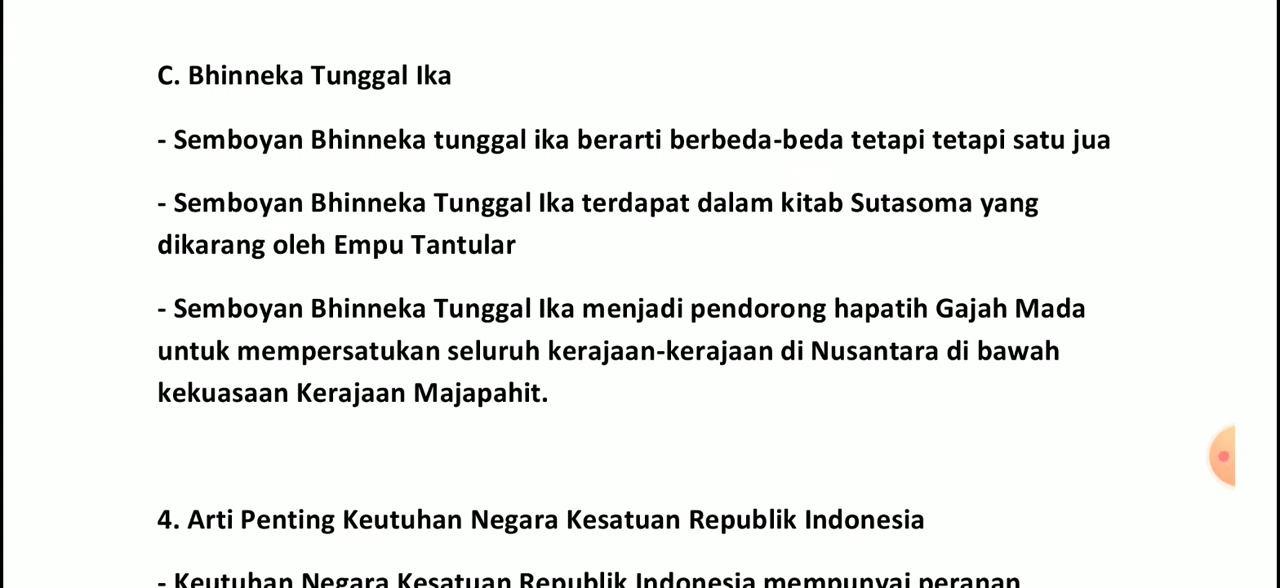 C. Bhinneka Tunggal Ika
- Semboyan Bhinneka tunggal ika berarti berbeda-beda tetapi tetapi satu jua
- Semboyan Bhinneka Tunggal Ika terdapat dalam kitab Sutasoma yang
dikarang oleh Empu Tantular
- Semboyan Bhinneka Tunggal Ika menjadi pendorong hapatih Gajah Mada
untuk mempersatukan seluruh kerajaan-kerajaan di Nusantara di bawah
kekuasaan Kerajaan Majapahit.
4. Arti Penting Keutuhan Negara Kesatuan Republik Indonesia
- Keutuhan Negara Kesatuan Republik Indonesia mempunyai peranan